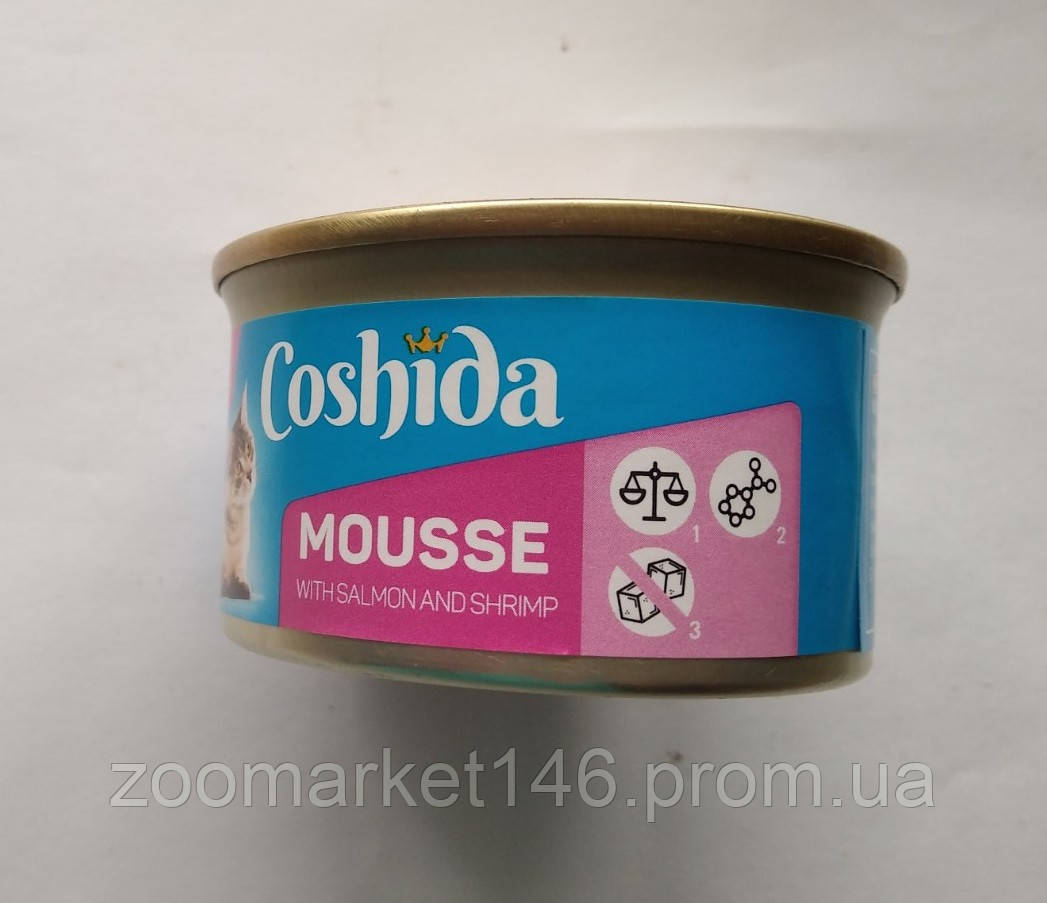 Coshida
MOUSSE
WITH SALMON AND SHRIMP
1
2
3
zoomarket146.prom.ua